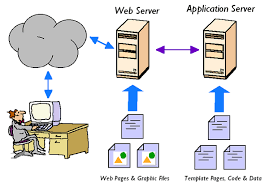 Web Server
Application Server
Web Pages & Graphic Files
Template Pages, Code & Data